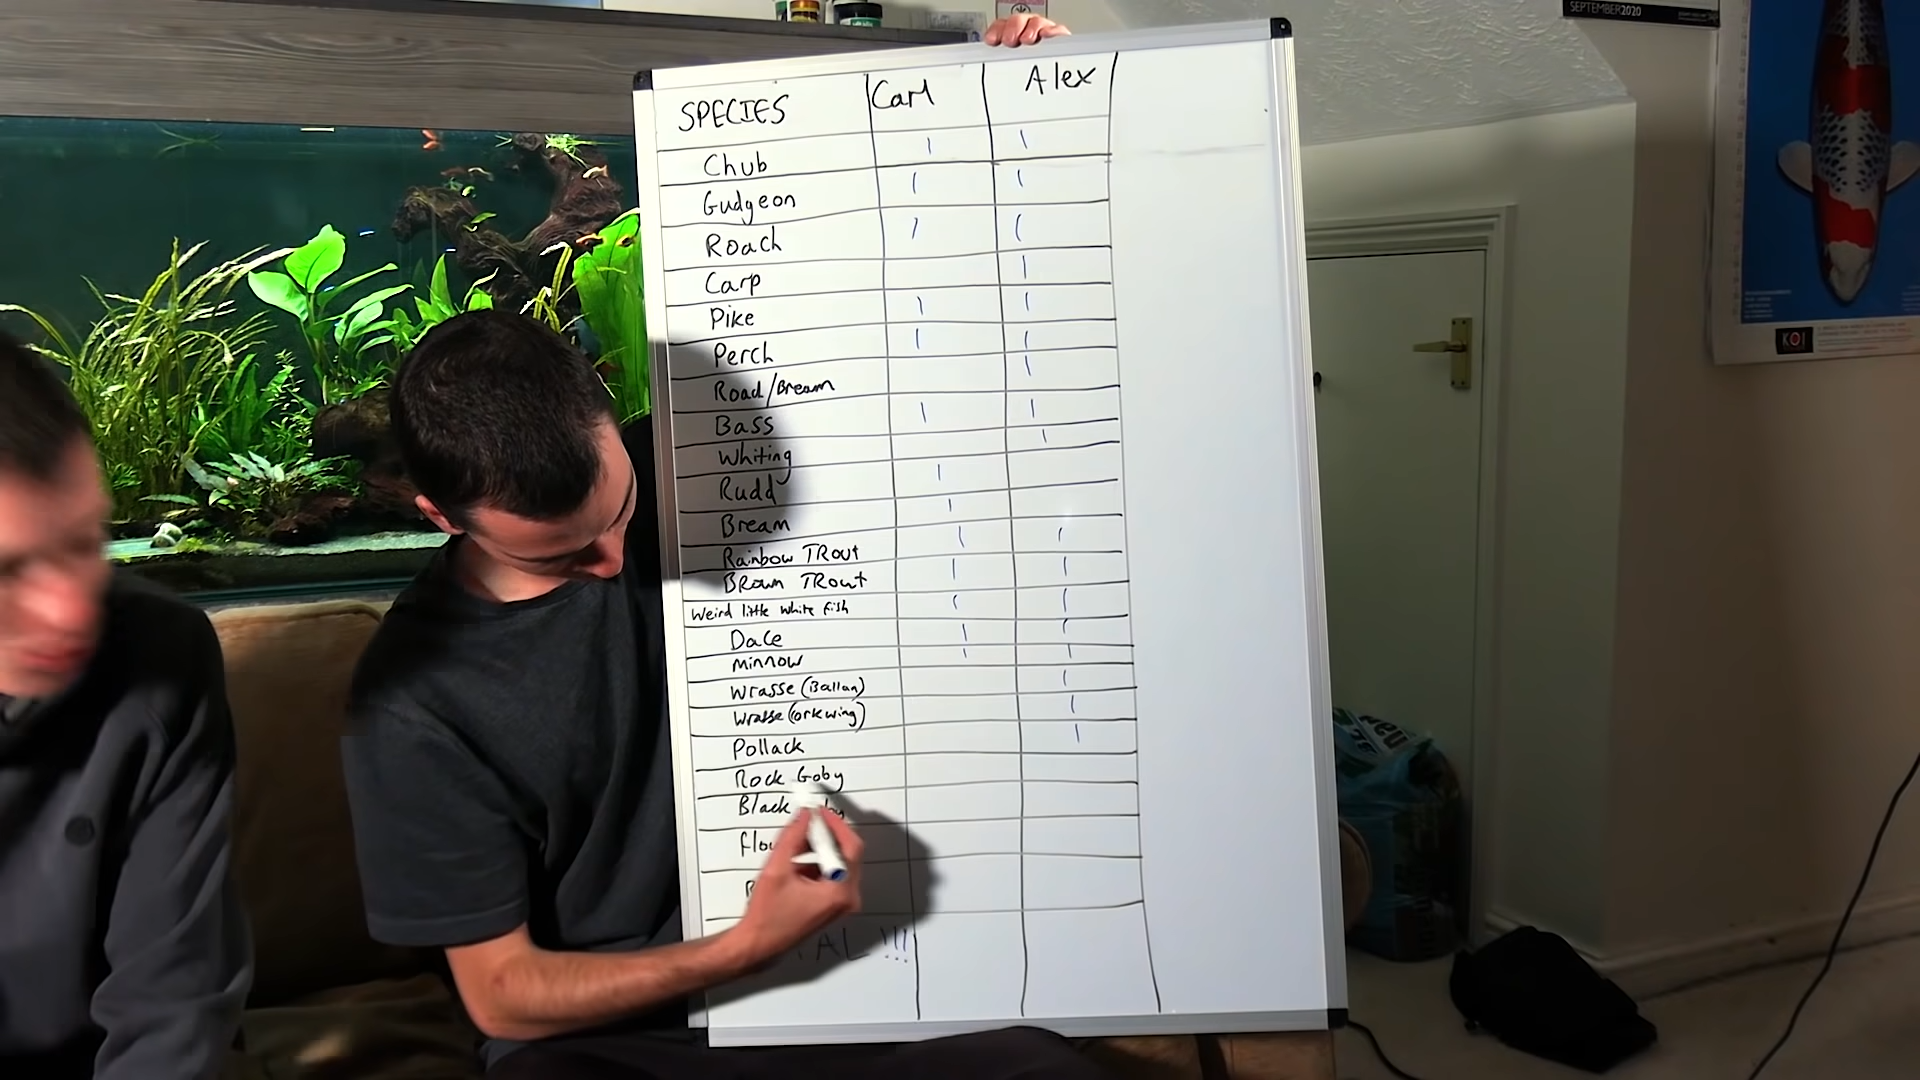 SEPTEMBER 2020
SPECIES Carl Alex
Chub | |
Gudgeon | |
Roach | |
Carp |
Pike | |
Perch | |
Road/Bream |
Bass | |
Whiting |
Rudd |
Bream |
Rainbow TRout | |
BRown TRout | |
Weird little white fish | |
Dace | |
minnow | |
Wrasse (Ballan) |
Wrasse (corkwing) |
Pollack |
Rock Goby
Black
KOI